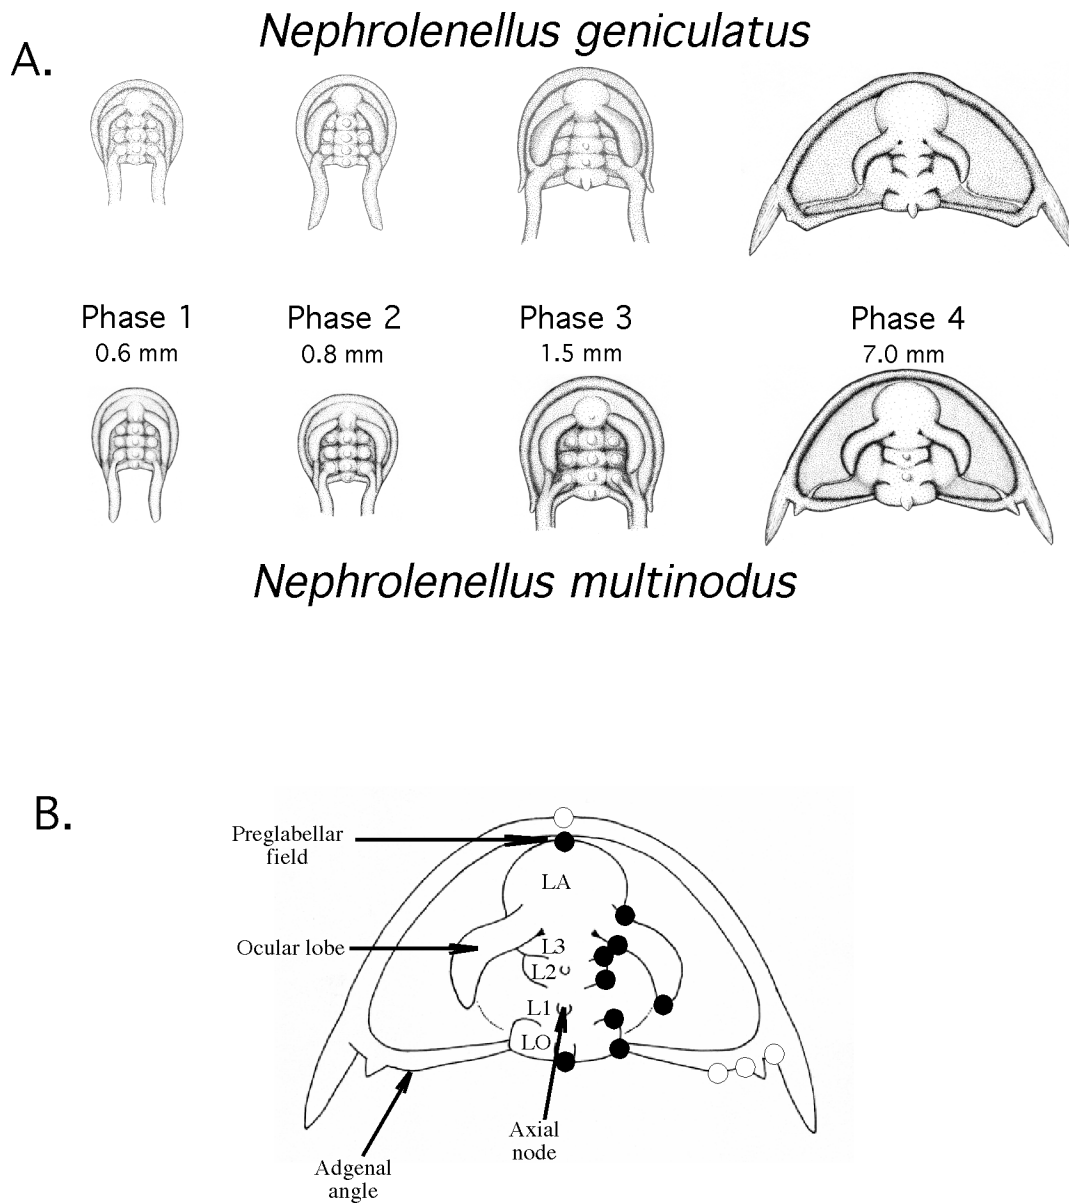 Nephrolenellus geniculatus
A.
Phase 1
0.6 mm
Phase 2
0.8 mm
Phase 3
1.5 mm
Phase 4
7.0 mm
Nephrolenellus multinodus
B.
Preglabellar
field
LA
Ocular lobe
L3
L2
L1
LO
Axial
node
Adgenal
angle